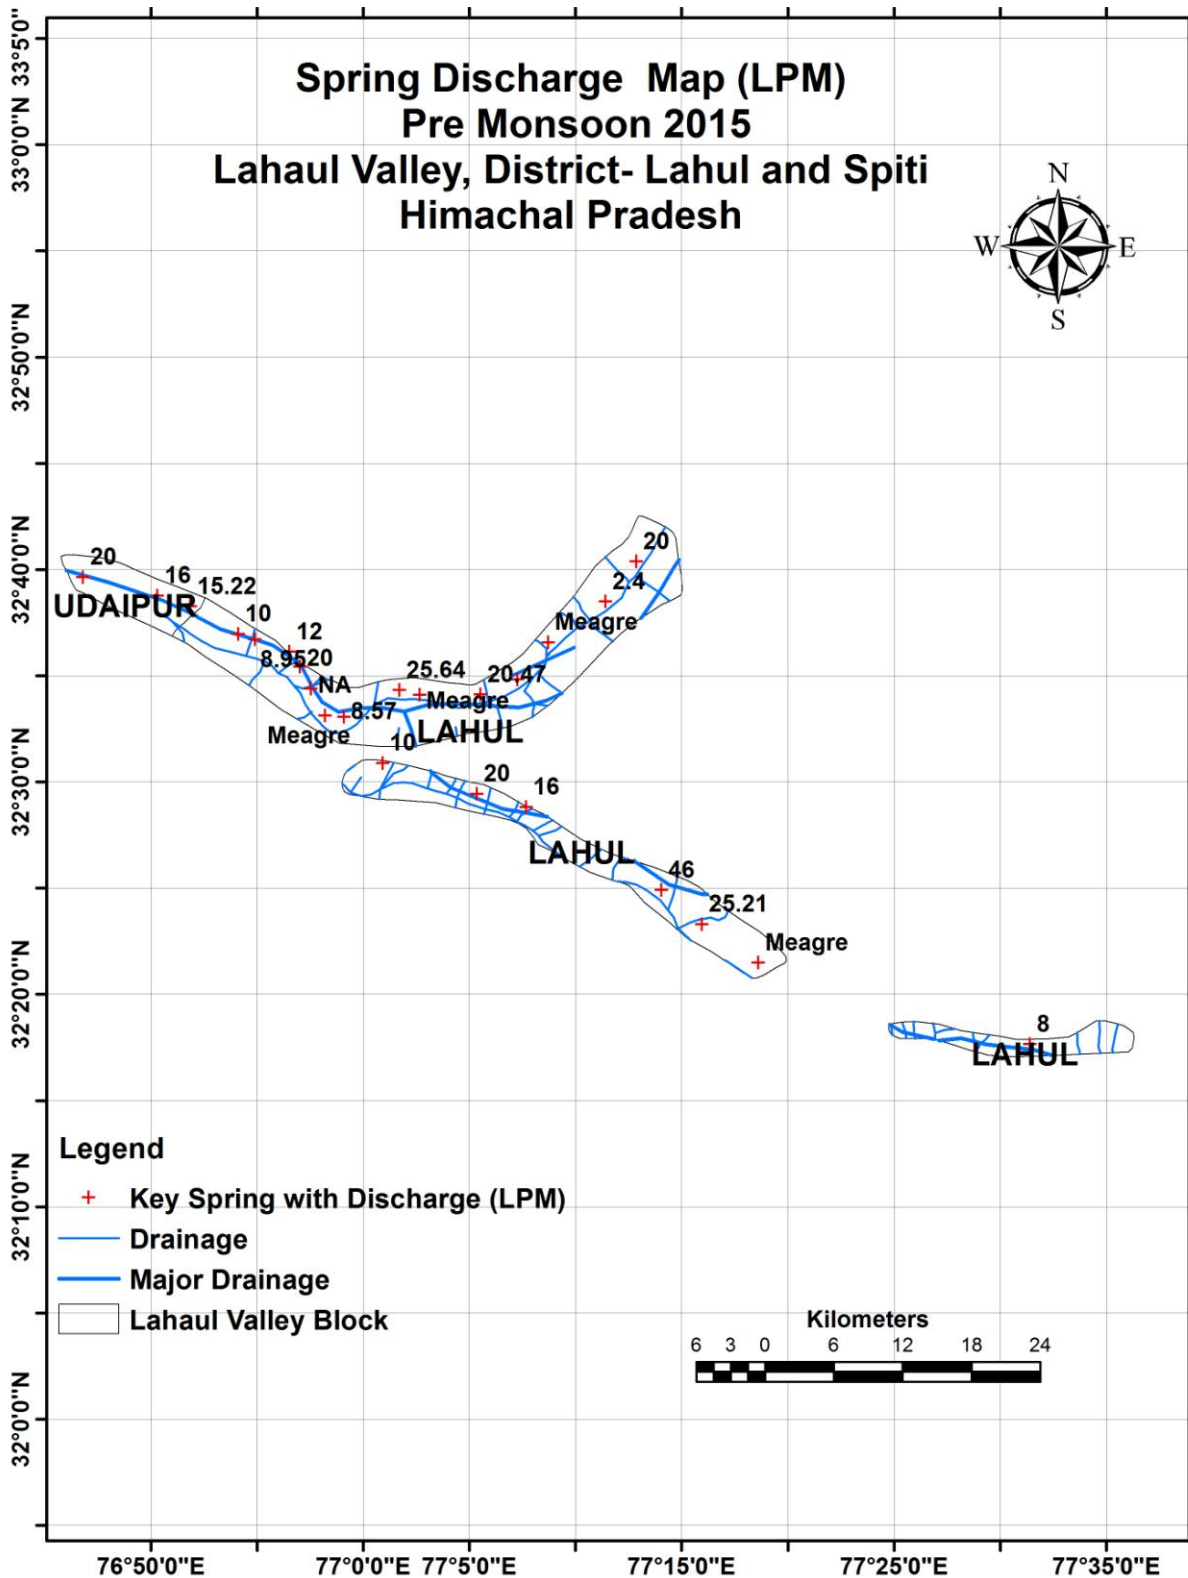 Spring Discharge Map (LPM)
Pre Monsoon 2015
Lahaul Valley, District- Lahul and Spiti
Himachal Pradesh
N
W
E
S
33°5'0"
33°0'0"N
32°50'0"N
32°40'0"N
32°30'0"N
32°20'0"N
32°10'0"N
32°0'0"N
20
16
15.22
10
12
8.95
20
NA
UDAIPUR
Meagre
8.57
25.64
Meagre
20.47
Meagre
2.4
20
LAHUL
10
20
16
LAHUL
46
25.21
Meagre
8
LAHUL
Legend
Key Spring with Discharge (LPM)
Drainage
Major Drainage
Lahaul Valley Block
Kilometers
6 3 0 6 12 18 24
76°50'0"E 77°0'0"E 77°5'0"E 77°15'0"E 77°25'0"E 77°35'0"E